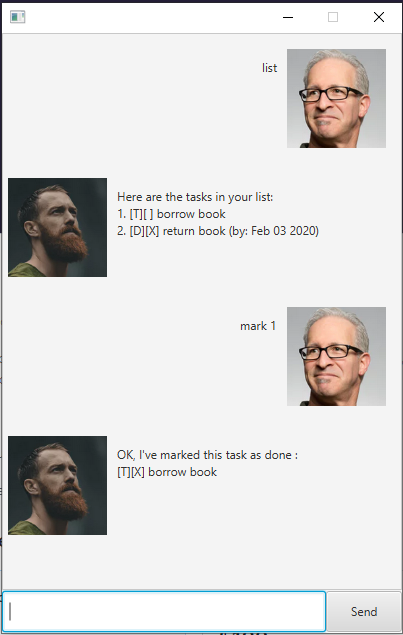 list
Here are the tasks in your list:
1. [T][ ] borrow book
2. [D][X] return book (by: Feb 03 2020)
mark 1
OK, I've marked this task as done :
[T][X] borrow book
Send